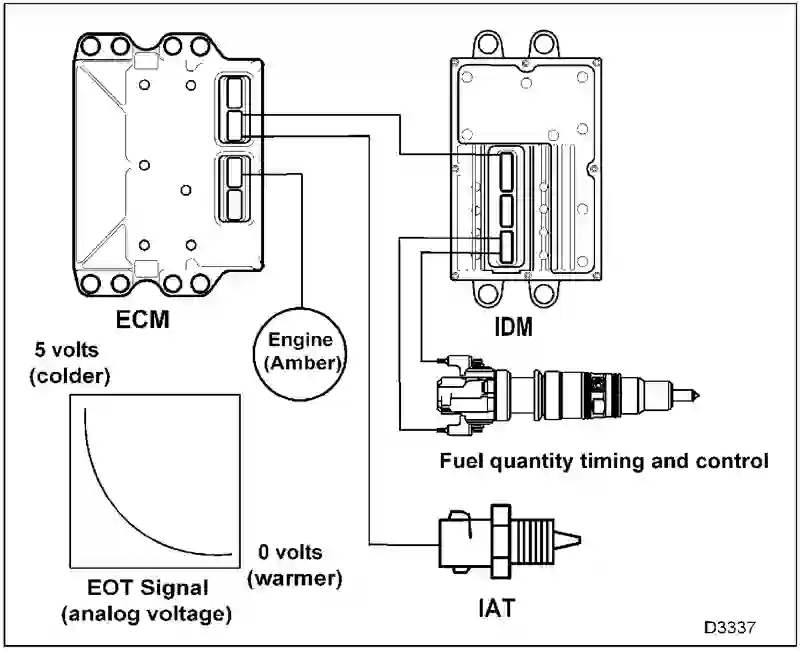 ECM
IDM
Engine
(Amber)
5 volts
(colder)
Fuel quantity timing and control
0 volts
(warmer)
EOT Signal
(analog voltage)
IAT
D3337